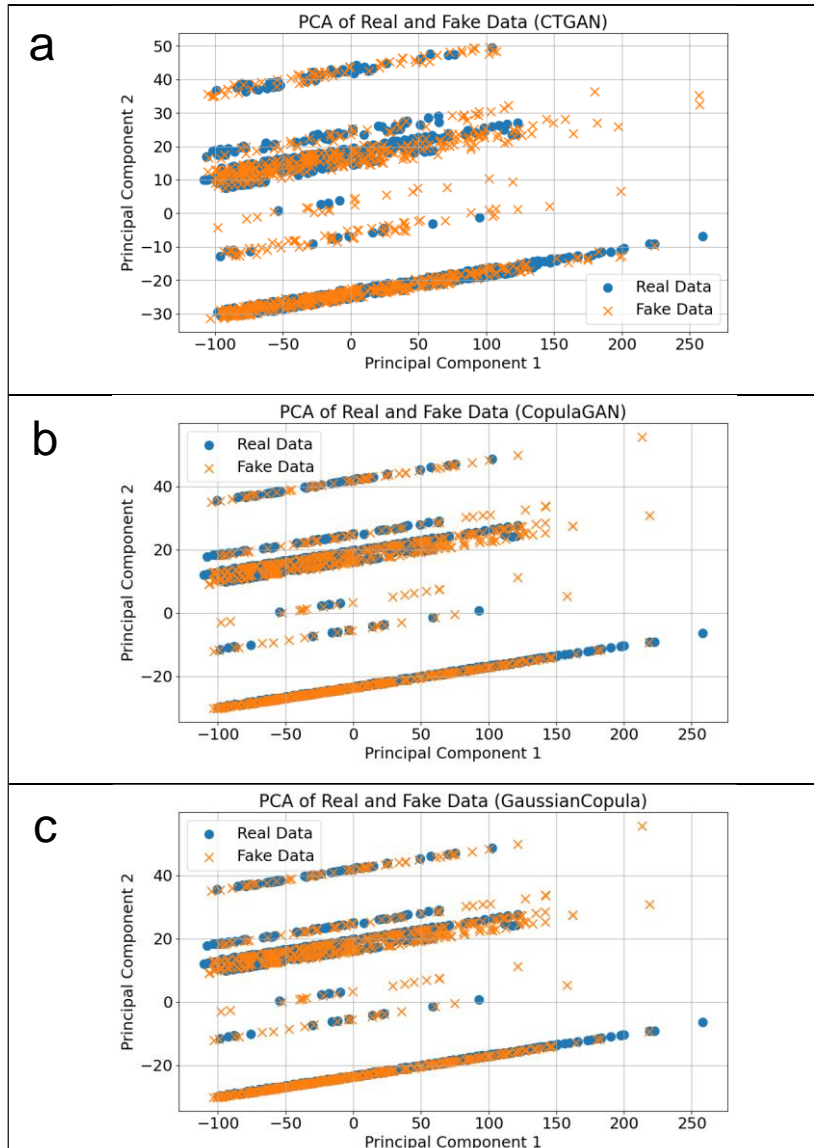 a
PCA of Real and Fake Data (CTGAN)
Principal Component 2
50
40
30
20
10
0
−10
−20
−30
Real Data
Fake Data
−100 −50 0 50 100 150 200 250
Principal Component 1
b
PCA of Real and Fake Data (CopulaGAN)
Real Data
Fake Data
Principal Component 2
40
20
0
−20
−100 −50 0 50 100 150 200 250
Principal Component 1
c
PCA of Real and Fake Data (GaussianCopula)
Real Data
Fake Data
Principal Component 2
40
20
0
−20
−100 −50 0 50 100 150 200 250
Principal Component 1